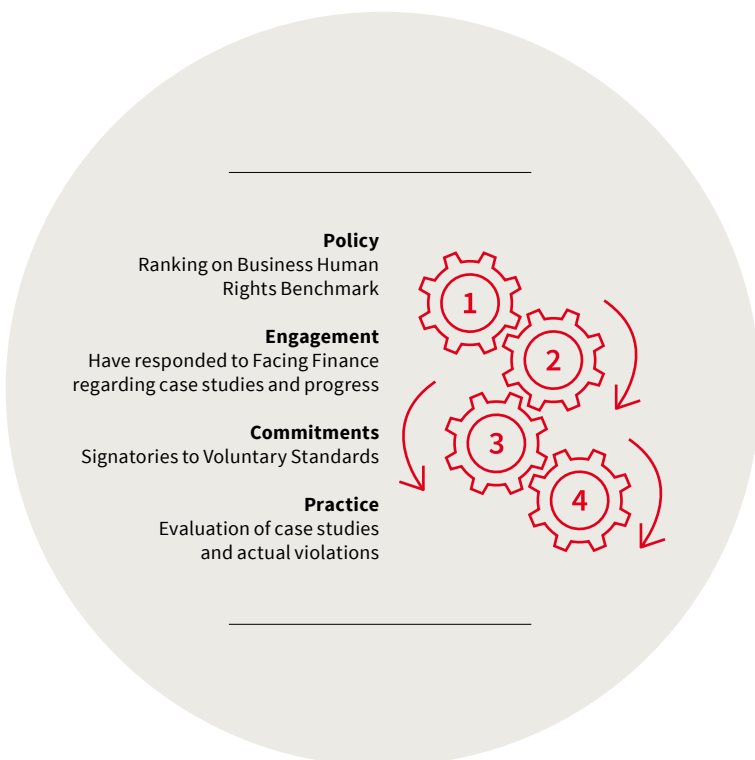 Policy
Ranking on Business Human
Rights Benchmark
Engagement
Have responded to Facing Finance
regarding case studies and progress
Commitments
Signatories to Voluntary Standards
Practice
Evaluation of case studies
and actual violations
1
2
3
4